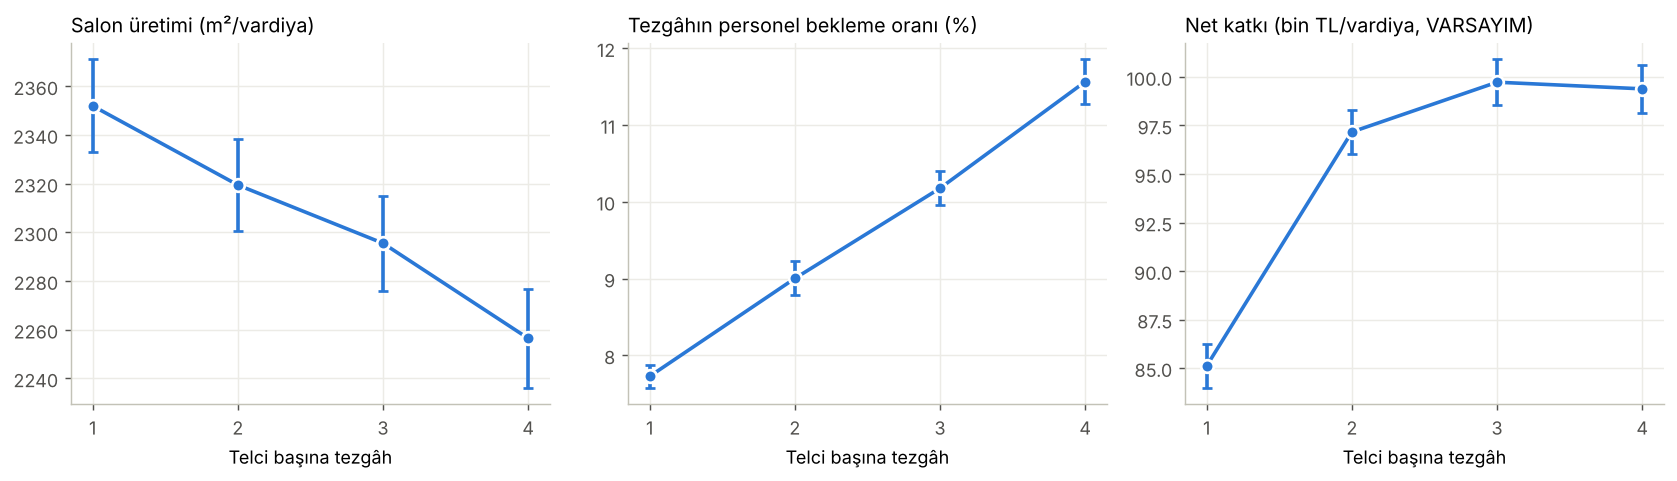 Salon üretimi (m²/vardiya)
2360
2340
2320
2300
2280
2260
2240
1 2 3 4
Telci başına tezgâh
Tezgâhın personel bekleme oranı (%)
12
11
10
9
8
1 2 3 4
Telci başına tezgâh
Net katkı (bin TL/vardiya, VARSAYIM)
100.0
97.5
95.0
92.5
90.0
87.5
85.0
1 2 3 4
Telci başına tezgâh